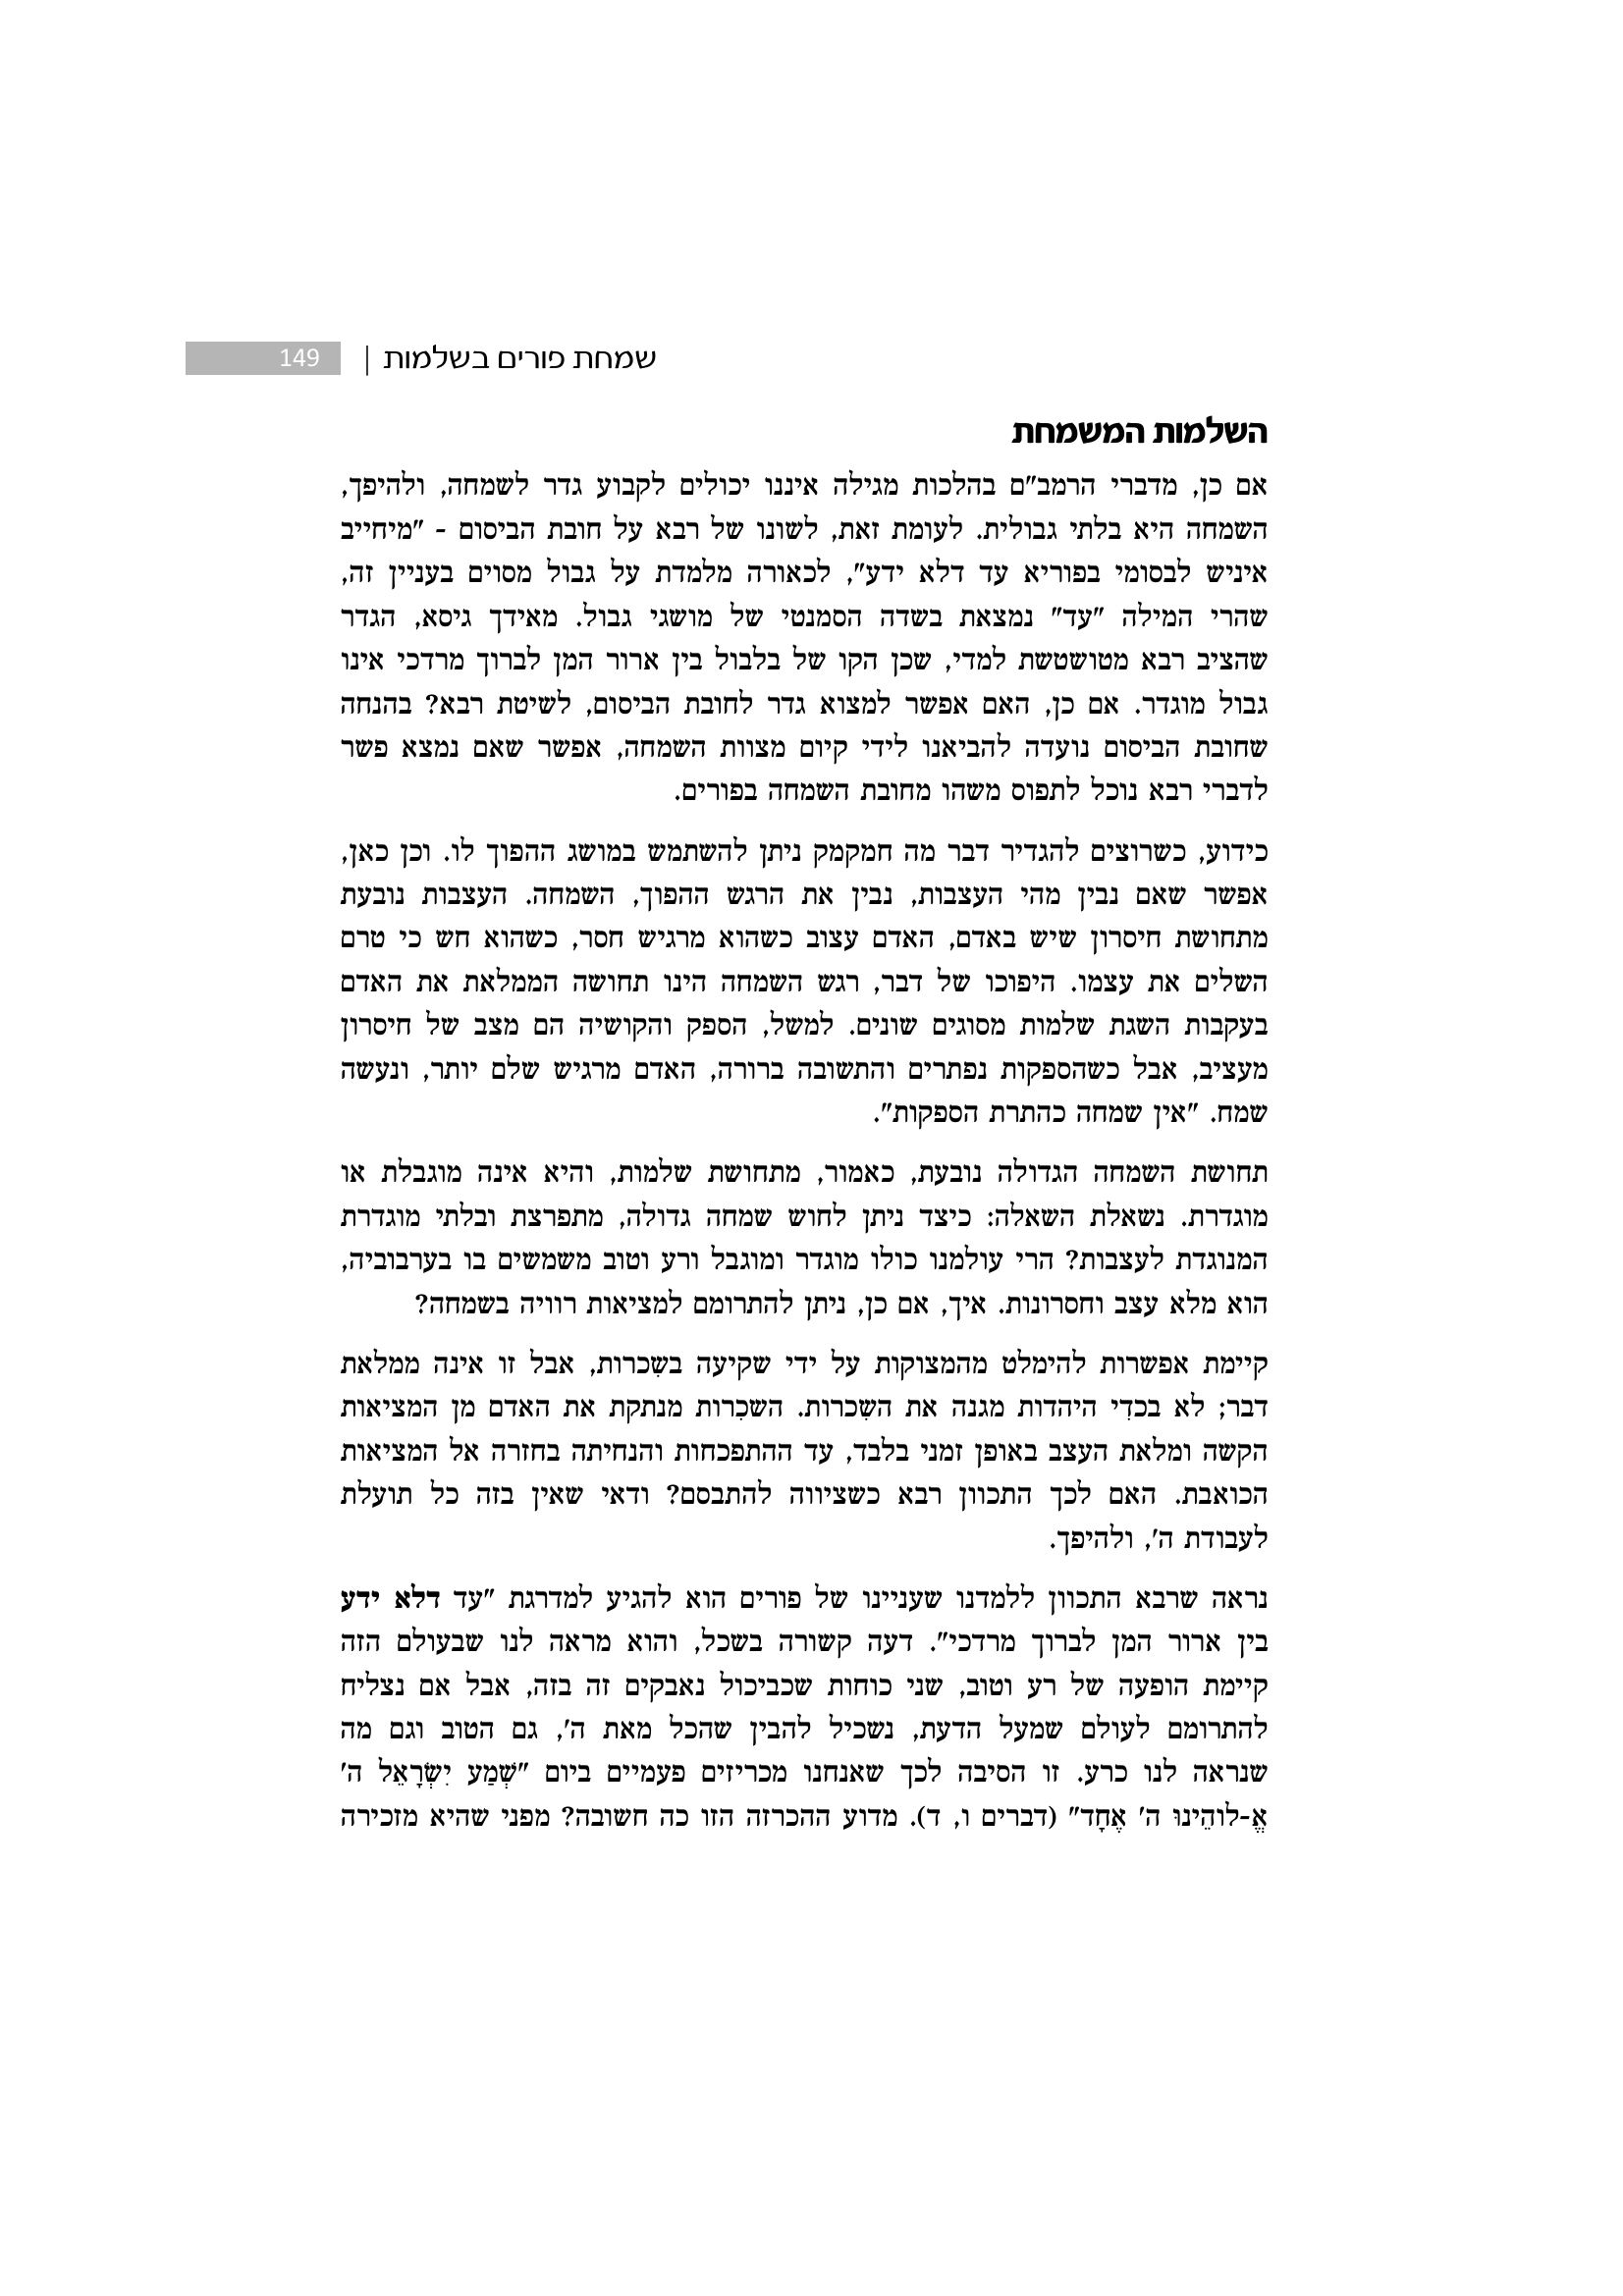 שמחת פורים בשלמות | 149
השלמות המשמחת
אם כן, מדברי הרמב"ם בהלכות מגילה איננו יכולים לקבוע גדר לשמחה, ולהיפך,
השמחה היא בלתי גבולית. לעומת זאת, לשונו של רבא על חובת הביסום - "מיחייב
איניש לבסומי בפוריא עד דלא ידע", לכאורה מלמדת על גבול מסוים בעניין זה,
שהרי המילה "עד" נמצאת בשדה הסמנטי של מושגי גבול. מאידך גיסא, הגדר
שהציב רבא מטושטשת למדי, שכן הקו של בלבול בין ארור המן לברוך מרדכי אינו
גבול מוגדר. אם כן, האם אפשר למצוא גדר לחובת הביסום, לשיטת רבא? בהנחה
שחובת הביסום נועדה להביאנו לידי קיום מצוות השמחה, אפשר שאם נמצא פשר
לדברי רבא נוכל לתפוס משהו מחובת השמחה בפורים.
כידוע, כשרוצים להגדיר דבר מה חמקמק ניתן להשתמש במושג ההפוך לו. וכן כאן,
אפשר שאם נבין מהי העצבות, נבין את הרגש ההפוך, השמחה. העצבות נובעת
מתחושת חיסרון שיש באדם, האדם עצוב כשהוא מרגיש חסר, כשהוא חש כי טרם
השלים את עצמו. היפוכו של דבר, רגש השמחה הינו תחושה הממלאת את האדם
בעקבות השגת שלמות מסוגים שונים. למשל, הספק והקושיה הם מצב של חיסרון
מעציב, אבל כשהספקות נפתרים והתשובה ברורה, האדם מרגיש שלם יותר, ונעשה
שמח. "אין שמחה כהתרת הספקות".
תחושת השמחה הגדולה נובעת, כאמור, מתחושת שלמות, והיא אינה מוגבלת או
מוגדרת. נשאלת השאלה: כיצד ניתן לחוש שמחה גדולה, מתפרצת ובלתי מוגדרת
המנוגדת לעצבות? הרי עולמנו כולו מוגדר ומוגבל ורע וטוב משמשים בו בערבוביה,
הוא מלא עצב וחסרונות. איך, אם כן, ניתן להתרומם למציאות רוויה בשמחה?
קיימת אפשרות להימלט מהמצוקות על ידי שקיעה בשִכרות, אבל זו אינה ממלאת
דבר; לא בכדִי היהדות מגנה את השִכרות. השכִרות מנתקת את האדם מן המציאות
הקשה ומלאת העצב באופן זמני בלבד, עד ההתפכחות והנחיתה בחזרה אל המציאות
הכואבת. האם לכך התכוון רבא כשציווה להתבסם? ודאי שאין בזה כל תועלת
לעבודת ה', ולהיפך.
נראה שרבא התכוון ללמדנו שעניינו של פורים הוא להגיע למדרגת "עד דלא ידע
בין ארור המן לברוך מרדכי". דעה קשורה בשכל, והוא מראה לנו שבעולם הזה
קיימת הופעה של רע וטוב, שני כוחות שכביכול נאבקים זה בזה, אבל אם נצליח
להתרומם לעולם שמעל הדעת, נשכיל להבין שהכל מאת ה', גם הטוב וגם מה
שנראה לנו כרע. זו הסיבה לכך שאנחנו מכריזים פעמיים ביום "שְׁמַע יִשְׂרָאֵל ה'
אֱ-לוהֵינוּ ה' אֶחָד" (דברים ו, ד). מדוע ההכרזה הזו כה חשובה? מפני שהיא מזכירה